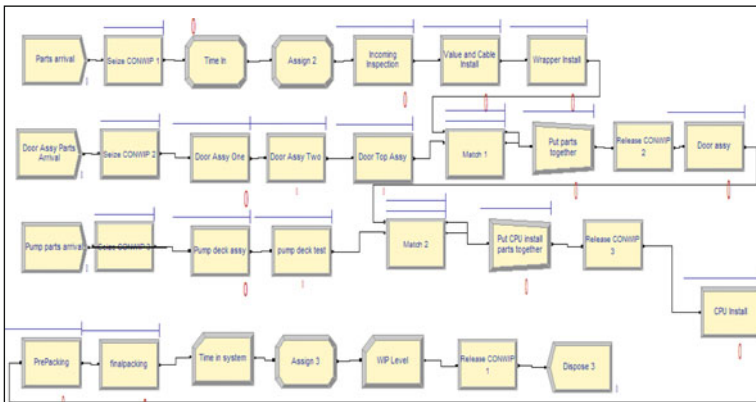 Parts arrival
Seize CONWIP 1
Time In
Assign 2
Incoming
Inspection
Value and Cable
Install
Wrapper Install
Door Assy Parts
Arrival
Seize CONWIP 2
Door Assy One
Door Assy Two
Door Top Assy
Match 1
Put parts
together
Release CONWIP
2
Door assy
Pump parts arrival
Seize CONWIP 3
Pump deck assy
pump deck test
Match 2
Put CPU install
parts together
Release CONWIP
3
CPU Install
PrePacking
finalpacking
Time in system
Assign 3
WIP Level
Release CONWIP
1
Dispose 3